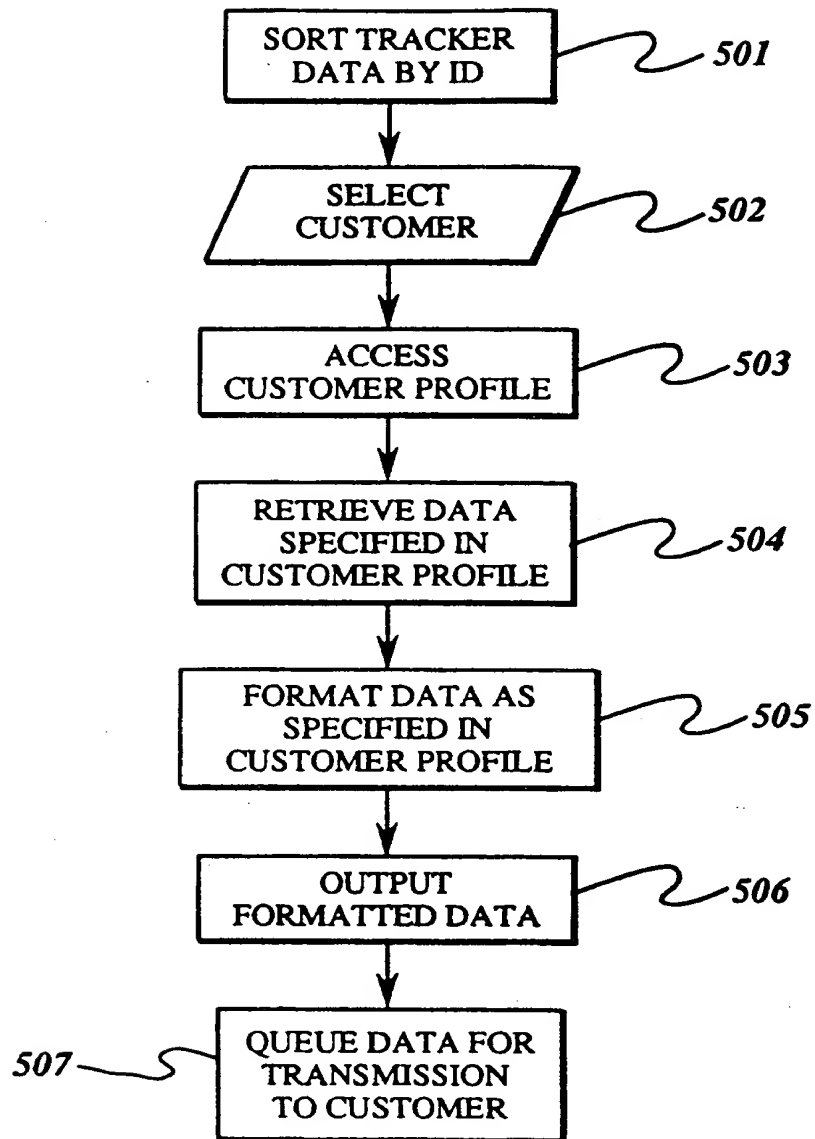 SORT TRACKER
DATA BY ID
501
SELECT
CUSTOMER
502
ACCESS
CUSTOMER PROFILE
503
RETRIEVE DATA
SPECIFIED IN
CUSTOMER PROFILE
504
FORMAT DATA AS
SPECIFIED IN
CUSTOMER PROFILE
505
OUTPUT
FORMATTED DATA
506
507
QUEUE DATA FOR
TRANSMISSION
TO CUSTOMER